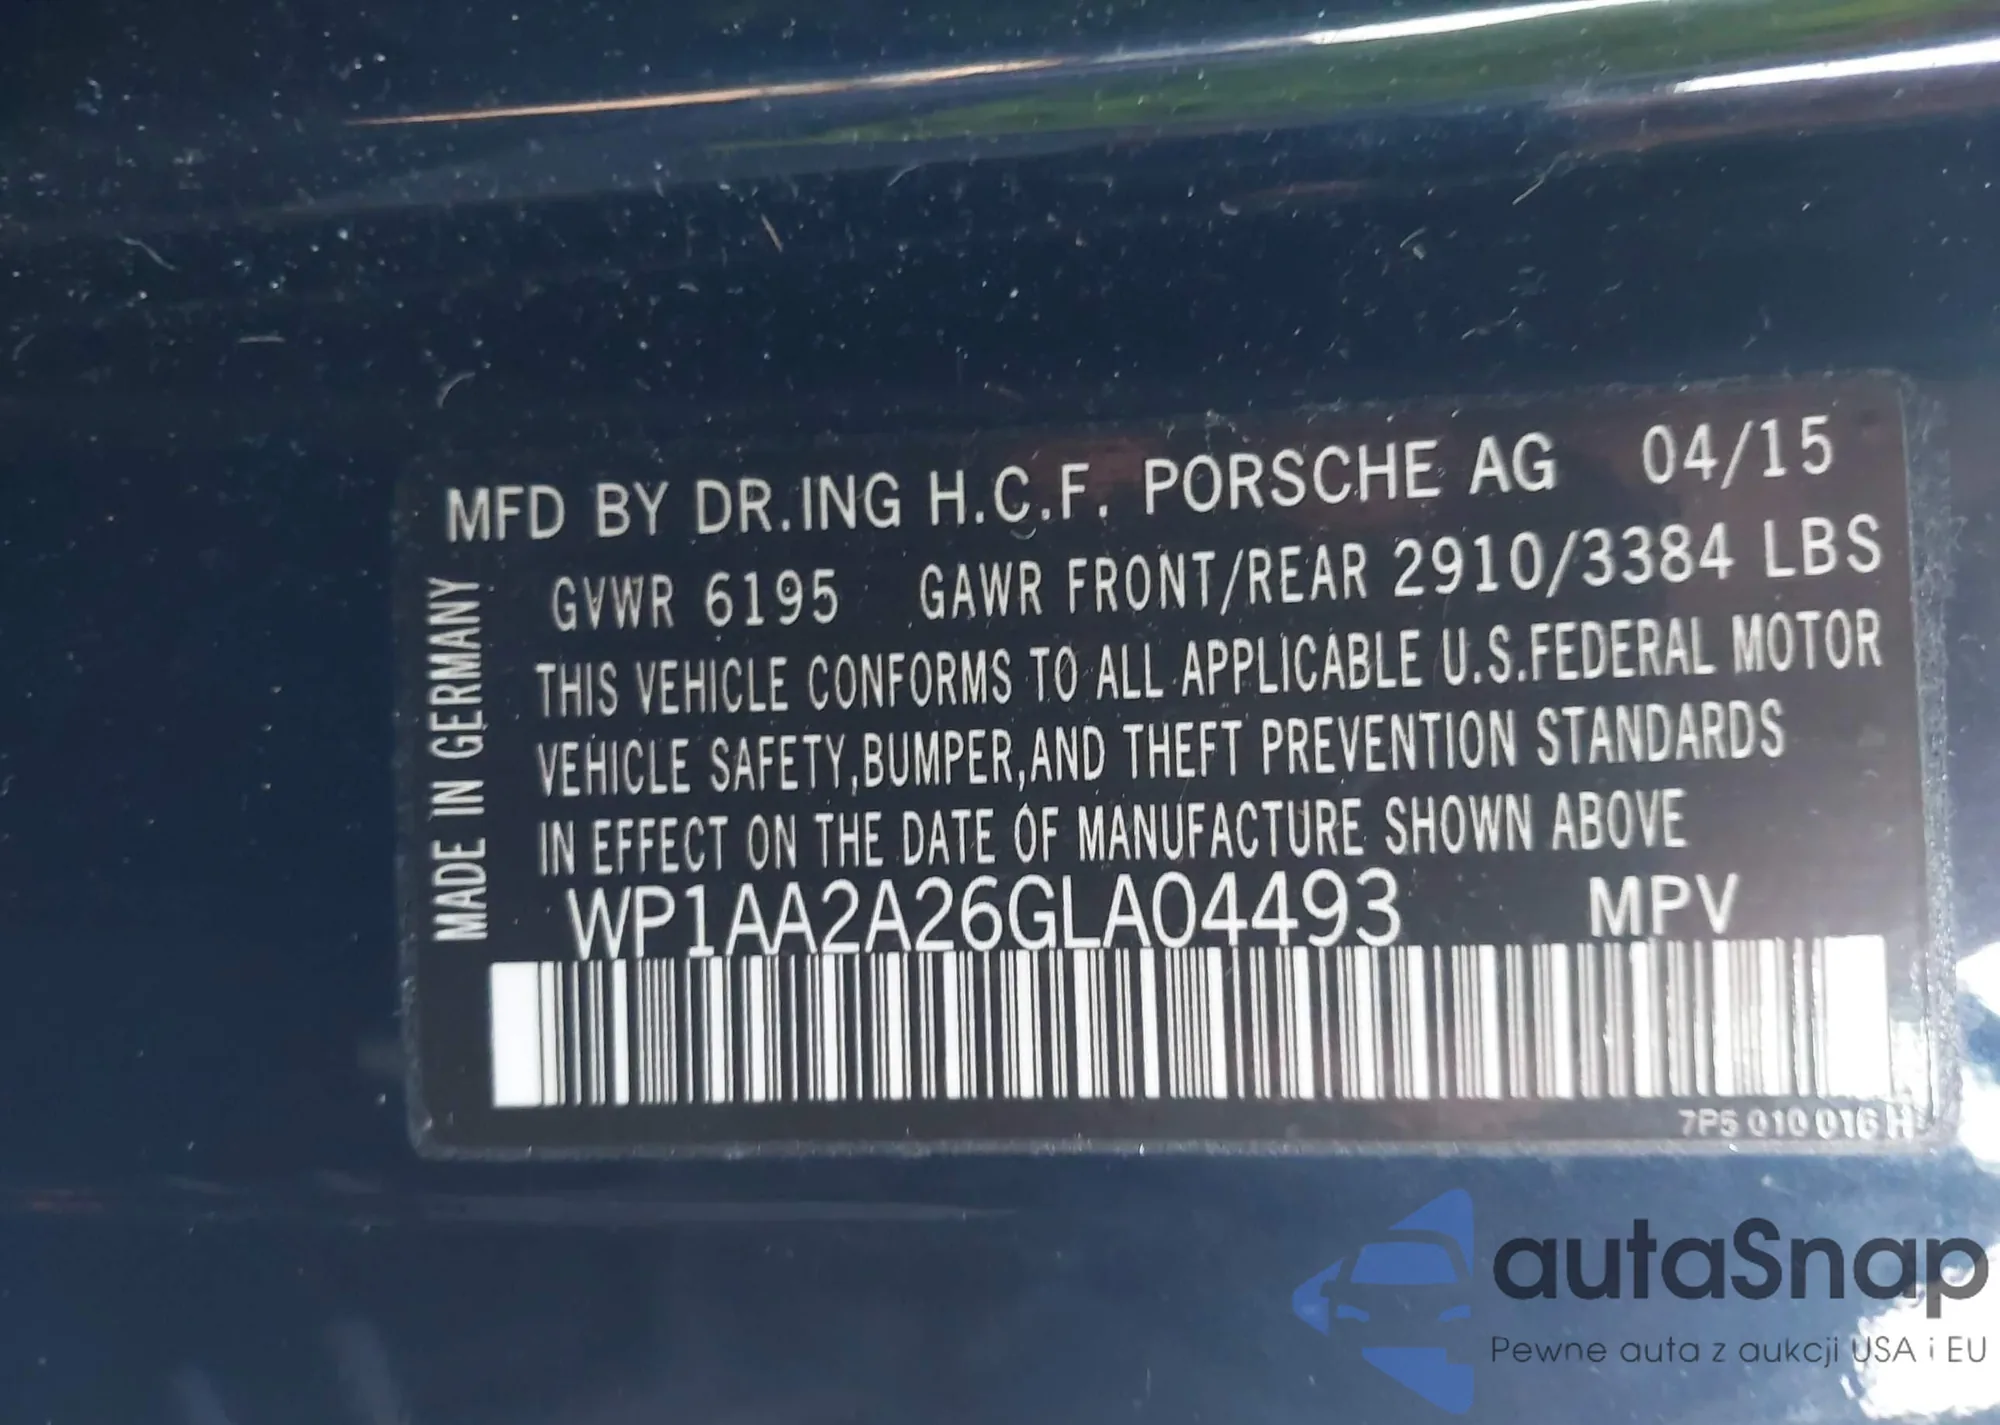 MFD BY DR.ING H.C.F. PORSCHE AG 04/15
GVWR 6195 GAWR FRONT/REAR 2910/3384 LBS
THIS VEHICLE CONFORMS TO ALL APPLICABLE U.S.FEDERAL MOTOR
VEHICLE SAFETY,BUMPER,AND THEFT PREVENTION STANDARDS
IN EFFECT ON THE DATE OF MANUFACTURE SHOWN ABOVE
WP1AA2A26GLA04493 MPV
MADE IN GERMANY
7P5 010 016 H
autaSnap
Pewne auta z aukcji USA i EU